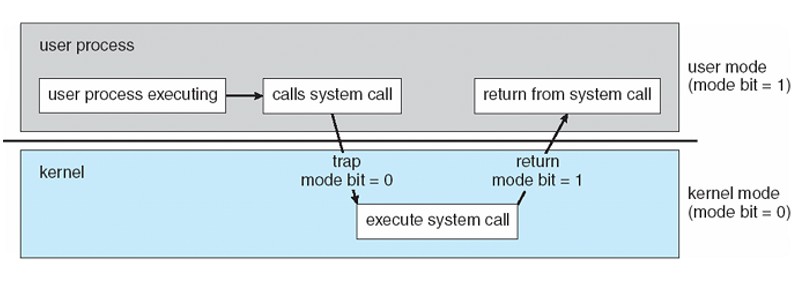 user process
user process executing
calls system call
return from system call
user mode
(mode bit = 1)
trap
mode bit = 0
return
mode bit = 1
kernel
execute system call
kernel mode
(mode bit = 0)